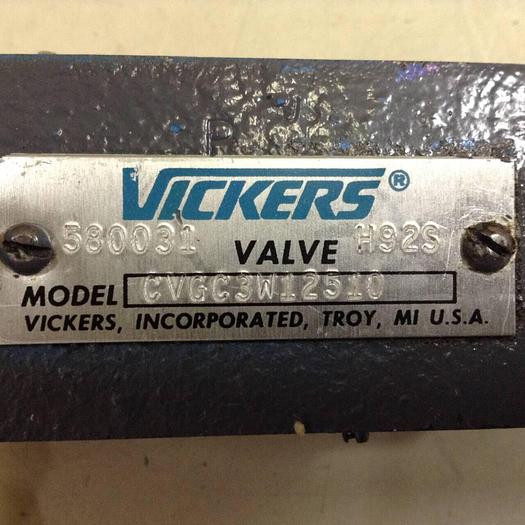 VICKERS®
580031 VALVE H92S
MODEL CVGC3W12510
VICKERS, INCORPORATED, TROY, MI U.S.A.